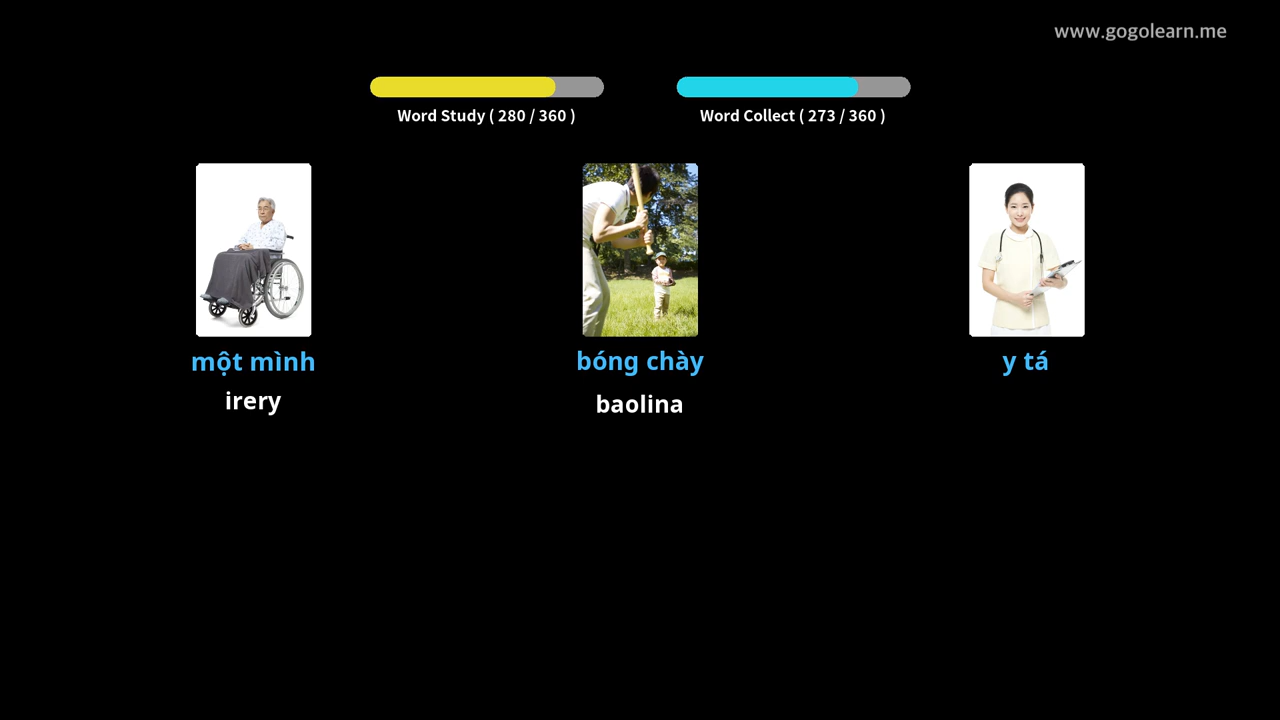 www.gogolearn.me
Word Study ( 280 / 360 )
Word Collect ( 273 / 360 )
một mình
irery
bóng chày
baolina
y tá